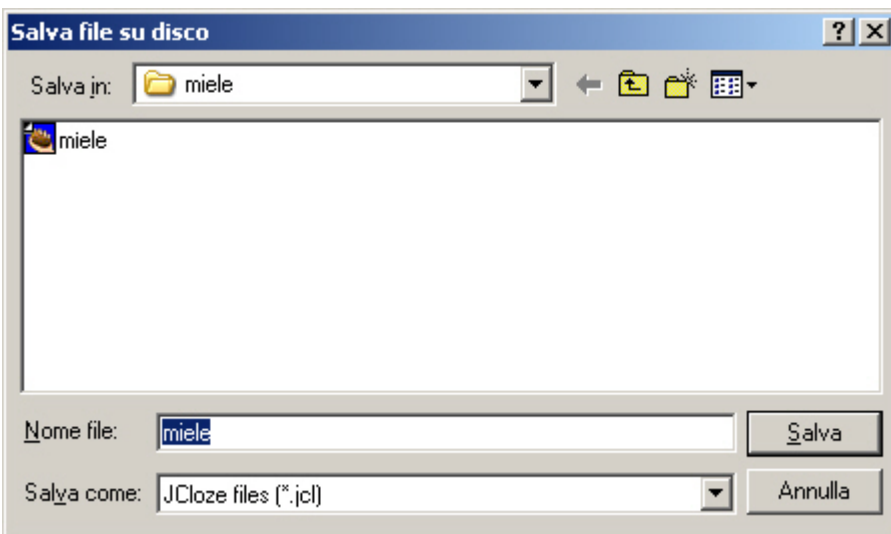 Salva file su disco
Salva in: miele
miele
Nome file: miele Salva
Salva come: JCloze files (*.jcl) Annulla